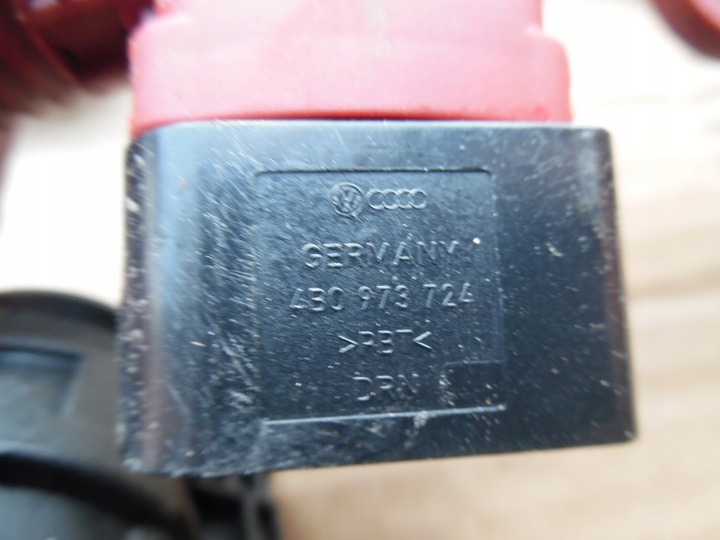 GERMANY
4B0 973 724
>PBT<
DRN